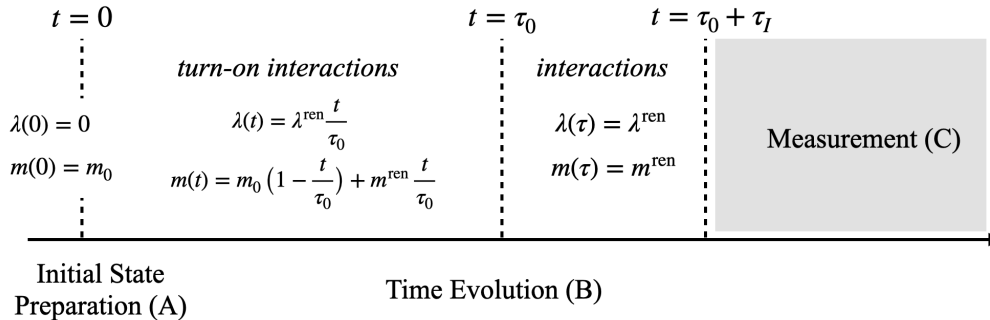 t = 0
t = τ₀
t = τ₀ + τ_I
turn-on interactions
interactions
λ(0) = 0
λ(t) = λ^ren t/τ₀
λ(τ) = λ^ren
m(0) = m₀
m(t) = m₀ (1 − t/τ₀) + m^ren t/τ₀
m(τ) = m^ren
Measurement (C)
Initial State
Preparation (A)
Time Evolution (B)